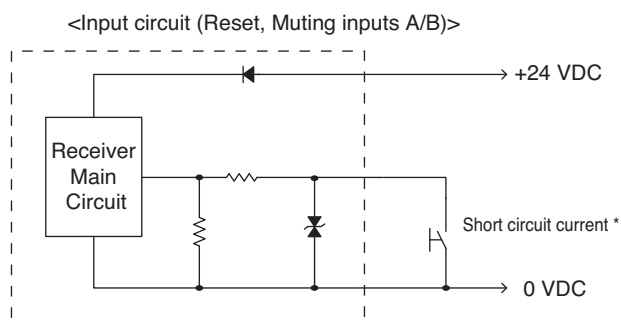 <Input circuit (Reset, Muting inputs A/B)>
+24 VDC
Receiver
Main
Circuit
Short circuit current *
0 VDC